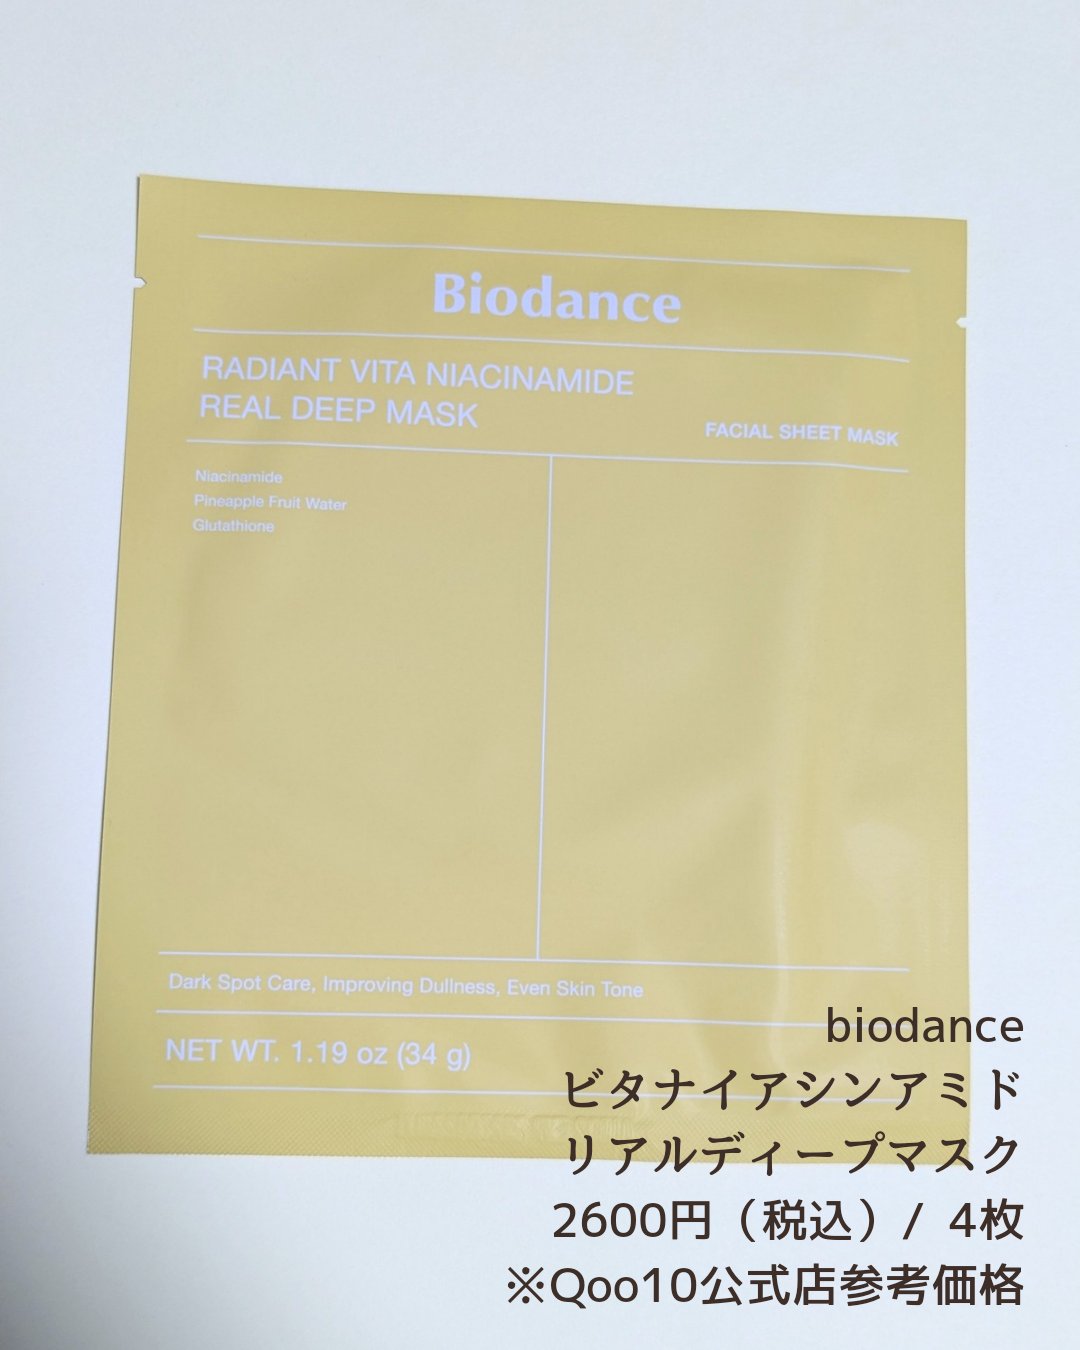 Biodance
RADIANT VITA NIACINAMIDE
REAL DEEP MASK
FACIAL SHEET MASK
Niacinamide
Pineapple Fruit Water
Glutathione
Dark Spot Care, Improving Dullness, Even Skin Tone
NET WT. 1.19 oz (34 g)
biodance
ビタナイアシンアミド
リアルディープマスク
2600円（税込）/ 4枚
※Qoo10公式店参考価格